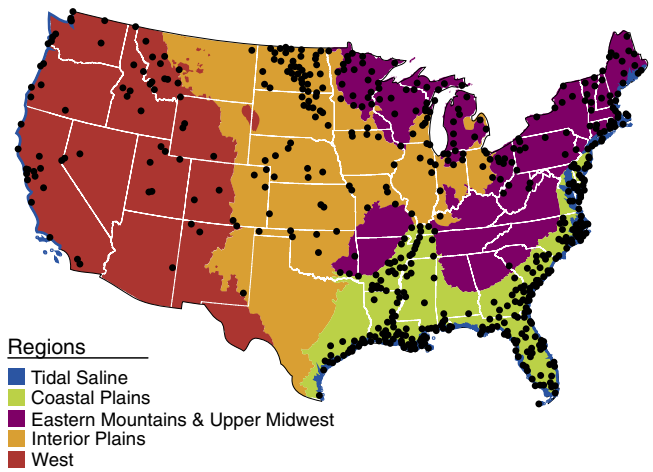 Regions
Tidal Saline
Coastal Plains
Eastern Mountains & Upper Midwest
Interior Plains
West